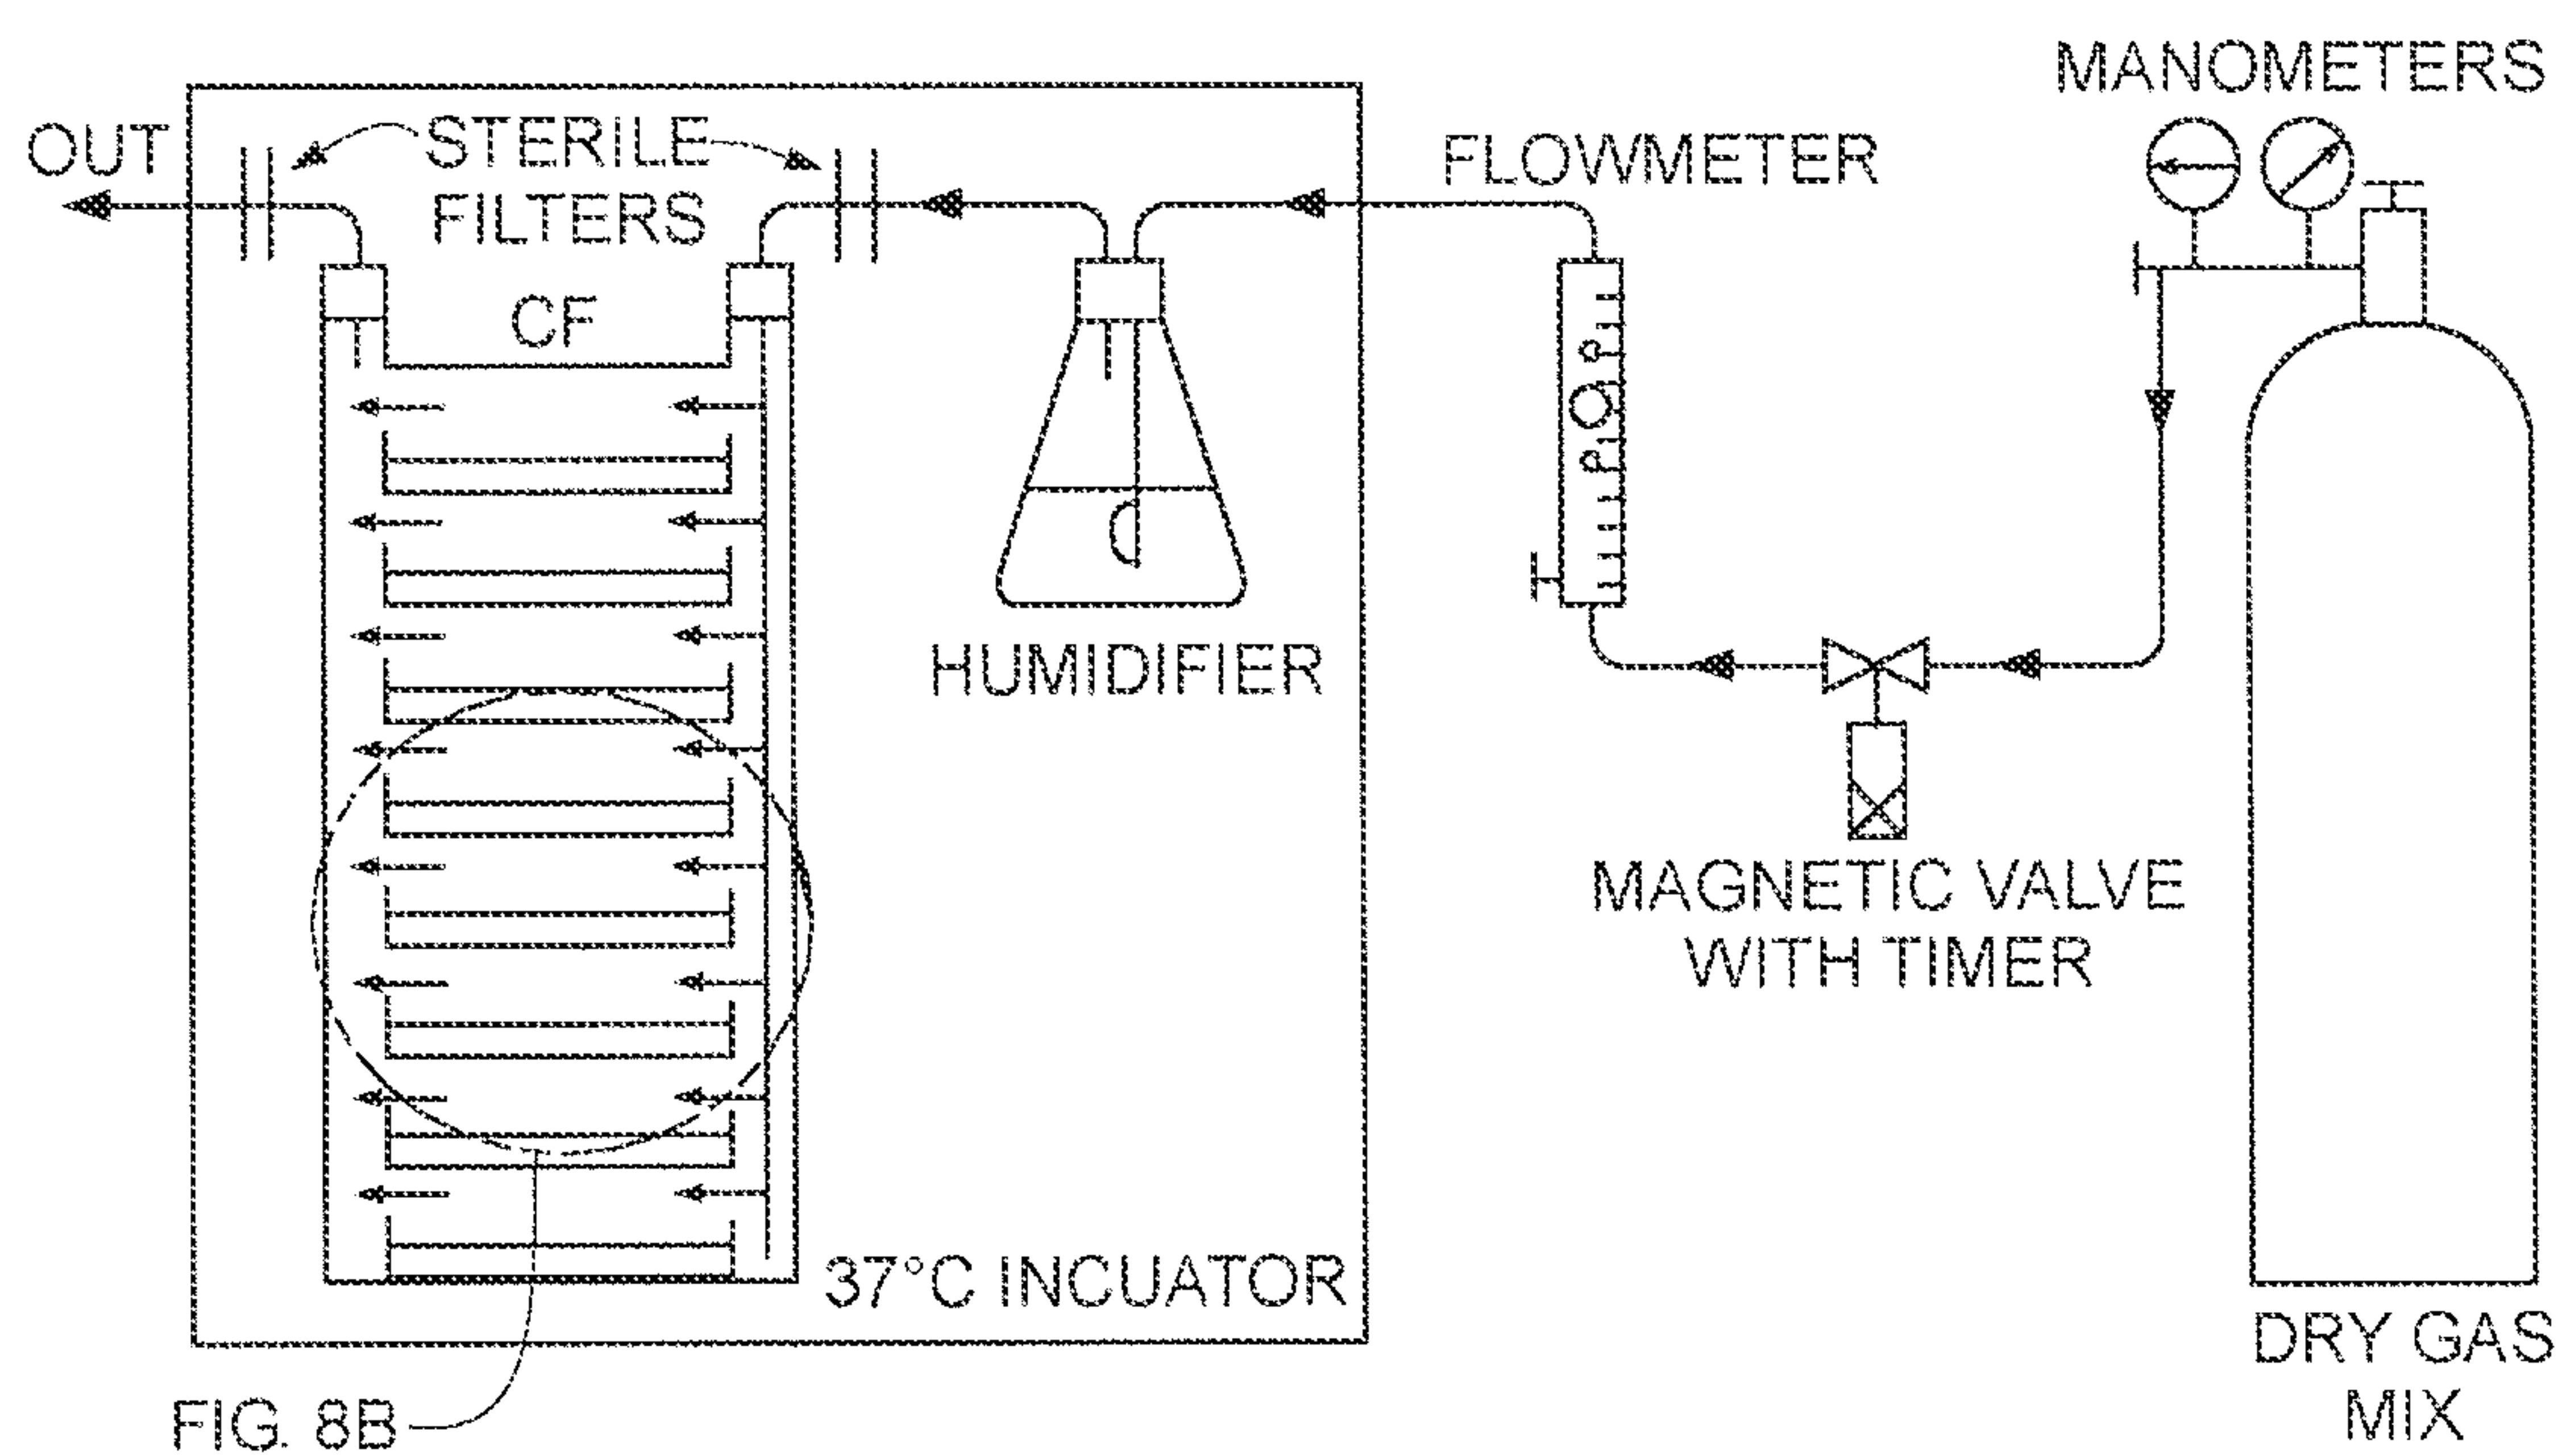 MANOMETERS
OUT
STERILE
FILTERS
FLOWMETER
CF
HUMIDIFIER
MAGNETIC VALVE
WITH TIMER
37°C INCUATOR
DRY GAS
MIX
FIG. 8B